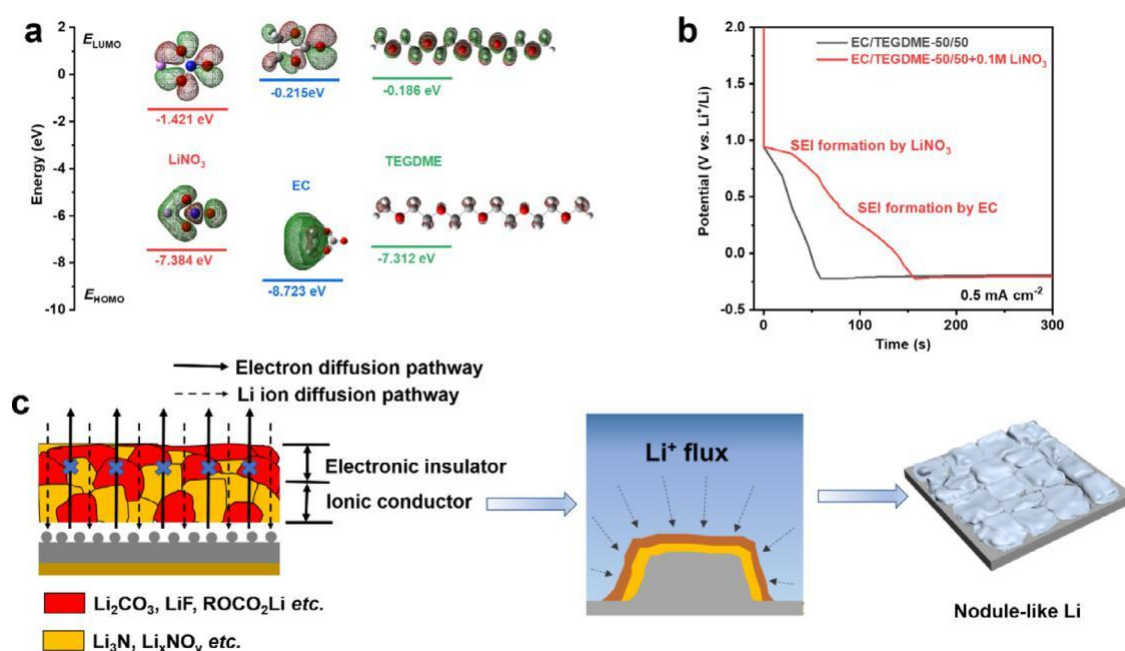 a
2
0
-2
-4
-6
-8
-10
Energy (eV)
E_LUMO
E_HOMO
-1.421 eV
-0.215eV
-0.186 eV
LiNO₃
EC
TEGDME
-7.384 eV
-8.723 eV
-7.312 eV
b
EC/TEGDME-50/50
EC/TEGDME-50/50+0.1M LiNO₃
SEI formation by LiNO₃
SEI formation by EC
0.5 mA cm⁻²
Potential (V vs. Li⁺/Li)
2.0
1.5
1.0
0.5
0.0
-0.5
0 100 200 300
Time (s)
Electron diffusion pathway
Li ion diffusion pathway
c
Electronic insulator
Ionic conductor
Li₂CO₃, LiF, ROCO₂Li etc.
Li₃N, LiₓNOᵧ etc.
Li⁺ flux
Nodule-like Li